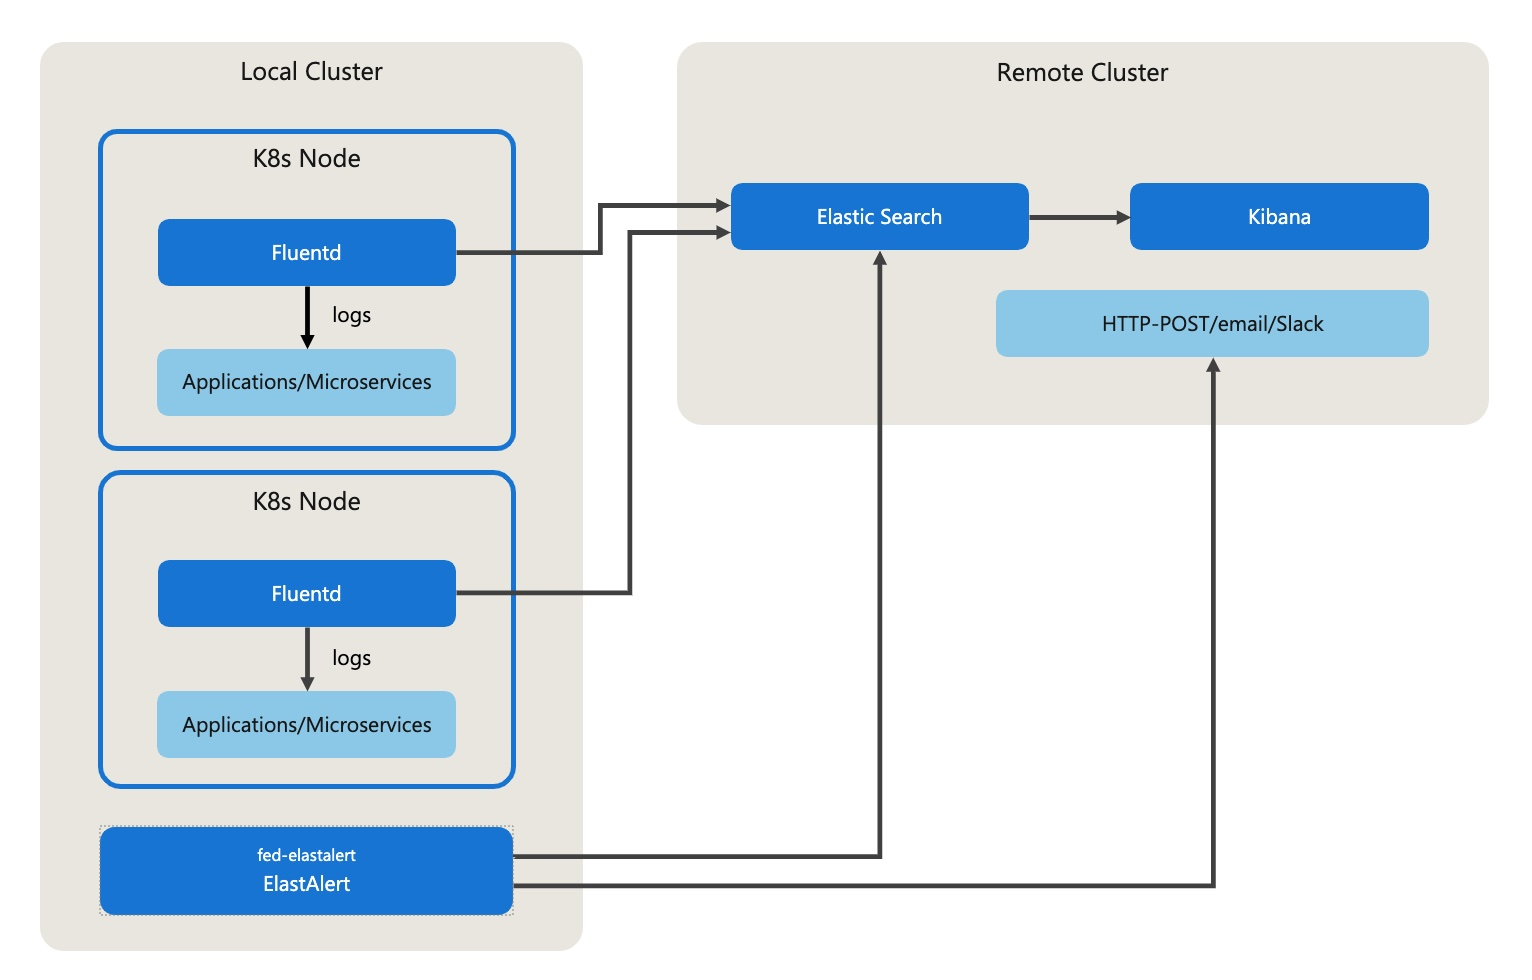 Local Cluster
K8s Node
Fluentd
logs
Applications/Microservices
K8s Node
Fluentd
logs
Applications/Microservices
fed-elastalert
ElastAlert
Remote Cluster
Elastic Search
Kibana
HTTP-POST/email/Slack